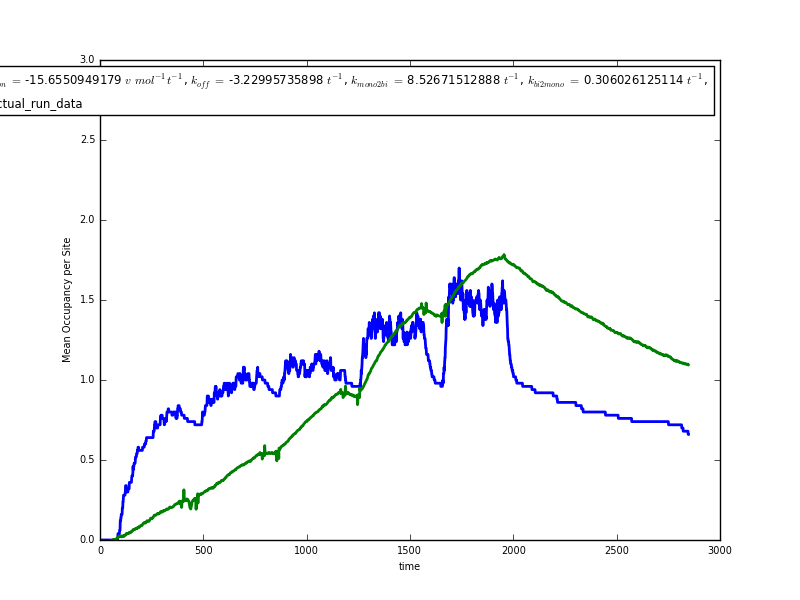 = -15.6550949179 v mol⁻¹t⁻¹, k_off = -3.22995735898 t⁻¹, k_mono2bi = 8.52671512888 t⁻¹, k_bi2mono = 0.306026125114 t⁻¹,
ctual_run_data
3.0
2.5
2.0
1.5
1.0
0.5
0.0
Mean Occupancy per Site
0 500 1000 1500 2000 2500 3000
time